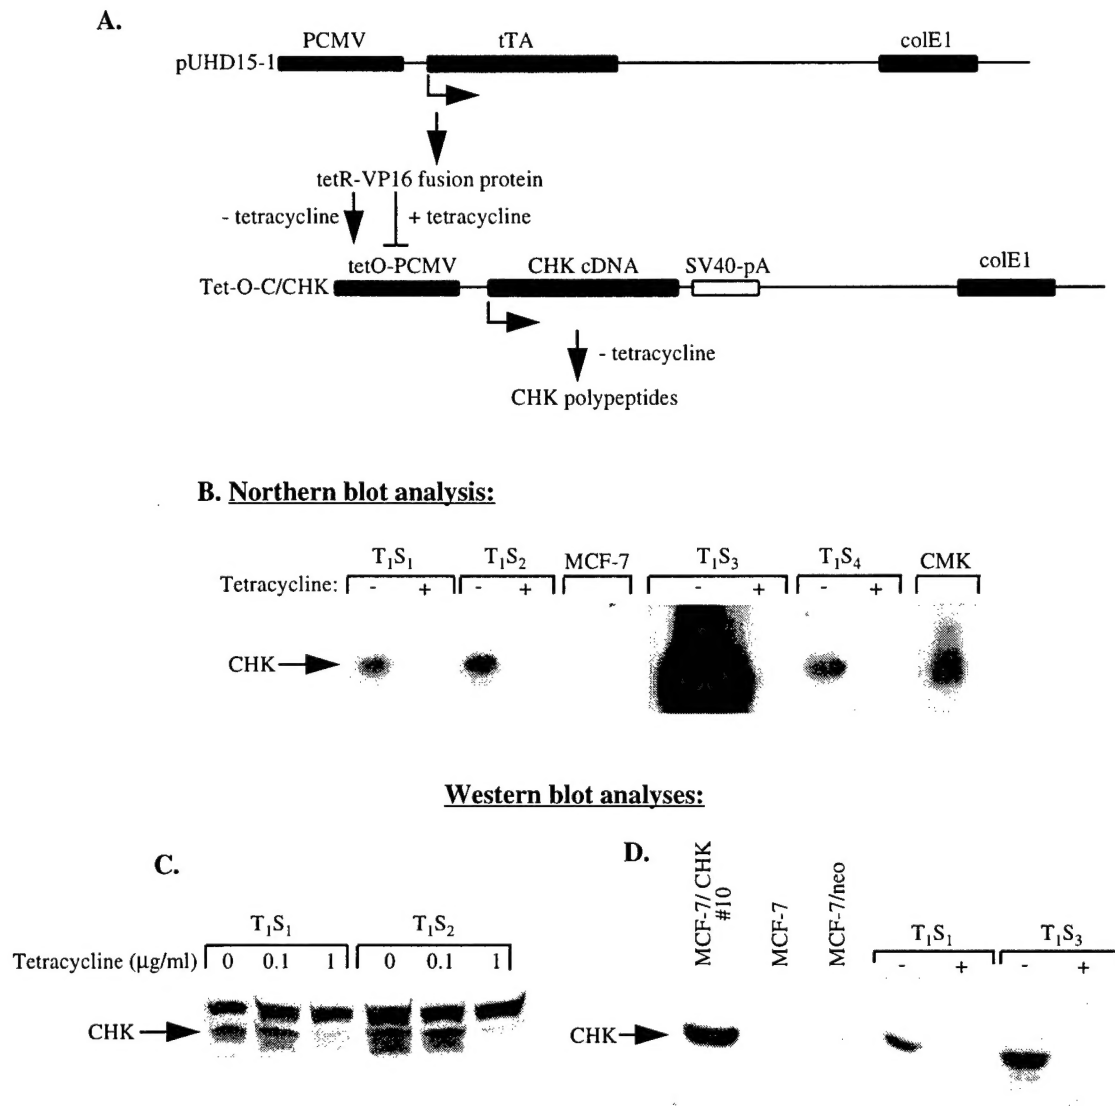 A.
PCMV tTA colE1
pUHD15-1
tetR-VP16 fusion protein
- tetracycline + tetracycline
tetO-PCMV CHK cDNA SV40-pA colE1
Tet-O-C/CHK
- tetracycline
CHK polypeptides
B. Northern blot analysis:
T₁S₁ T₁S₂ MCF-7 T₁S₃ T₁S₄ CMK
Tetracycline: - + - + - + - +
CHK
Western blot analyses:
C.
T₁S₁ T₁S₂
Tetracycline (µg/ml) 0 0.1 1 0 0.1 1
CHK
D.
MCF-7/ CHK
#10
MCF-7
MCF-7/neo
T₁S₁ T₁S₃
- + - +
CHK